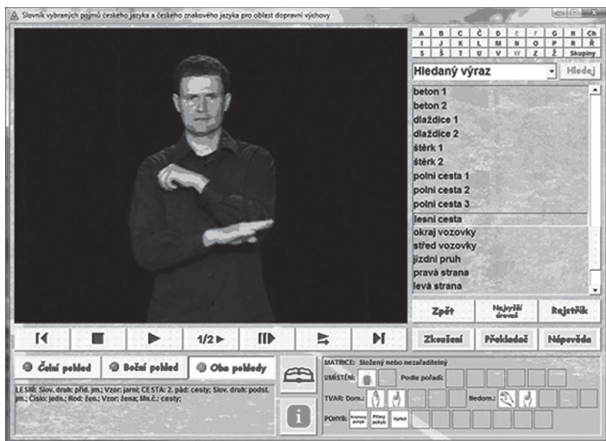 Slovník vybraných pojmů českého jazyka a českého znakového jazyka pro oblast dopravní výchovy
A B C Č D E F G H Ch
I J K L M N O P R Ř
S Š T U V W Z Ž Skupiny
Hledaný výraz Hledej
beton 1
beton 2
dlaždice 1
dlaždice 2
štěrk 1
štěrk 2
polní cesta 1
polní cesta 2
polní cesta 3
lesní cesta
okraj vozovky
střed vozovky
jízdní pruh
pravá strana
levá strana
Zpět Nejvyšší úroveň Rejstřík
1/2 Zkoušení Překladač Nápověda
Čelní pohled Boční pohled Oba pohledy
LESNÍ: Slov. druh: příd. jm.; Vzor: jarní; CESTA: 2. pád: cesty; Slov. druh: podst.
jm.; Číslo: jedn.; Rod: žen.; Vzor: žena; Mn.č.: cesty;
MATRICE: Složený nebo nezařaditelný
UMÍSTĚNÍ: Podle pořadí:
TVAR: Dom.: Nedom.:
POHYB: Kruhový pohyb Přímý pohyb